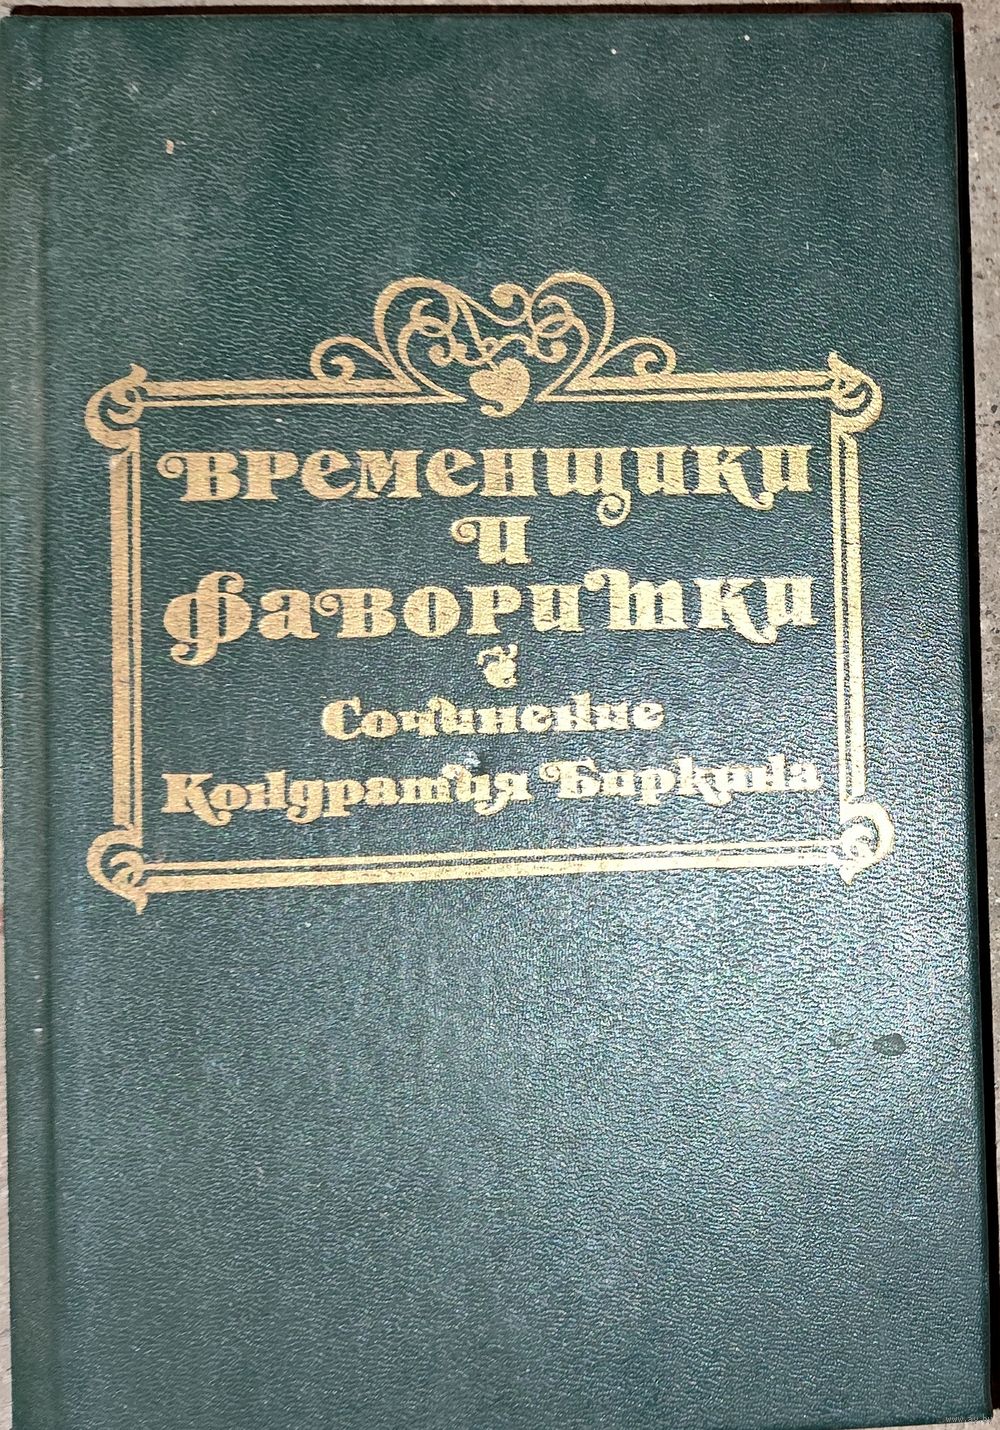 Временщики
и
фаворитки
Сочинение
Кондратия Биркина